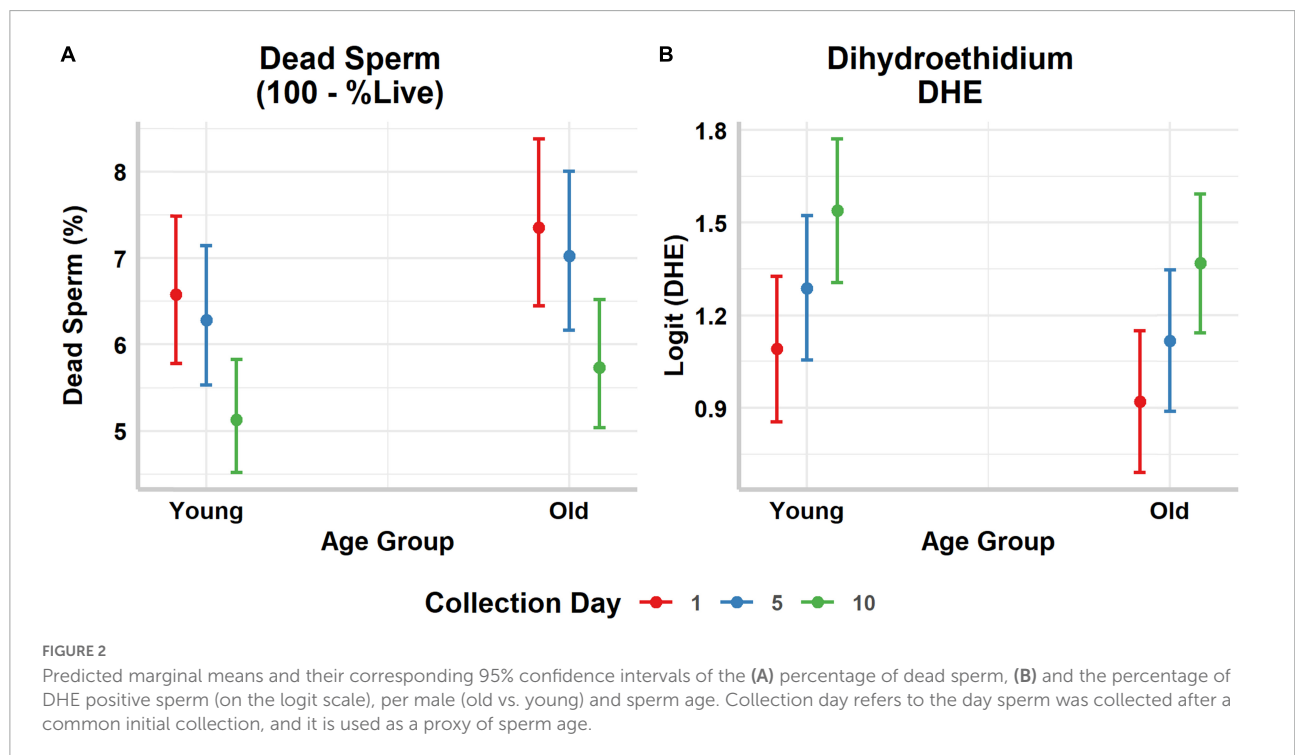 A
Dead Sperm
(100 - %Live)
Dead Sperm (%)
8
7
6
5
Young
Old
Age Group
B
Dihydroethidium
DHE
Logit (DHE)
1.8
1.5
1.2
0.9
Young
Old
Age Group
Collection Day 1 5 10
FIGURE 2
Predicted marginal means and their corresponding 95% confidence intervals of the (A) percentage of dead sperm, (B) and the percentage of
DHE positive sperm (on the logit scale), per male (old vs. young) and sperm age. Collection day refers to the day sperm was collected after a
common initial collection, and it is used as a proxy of sperm age.